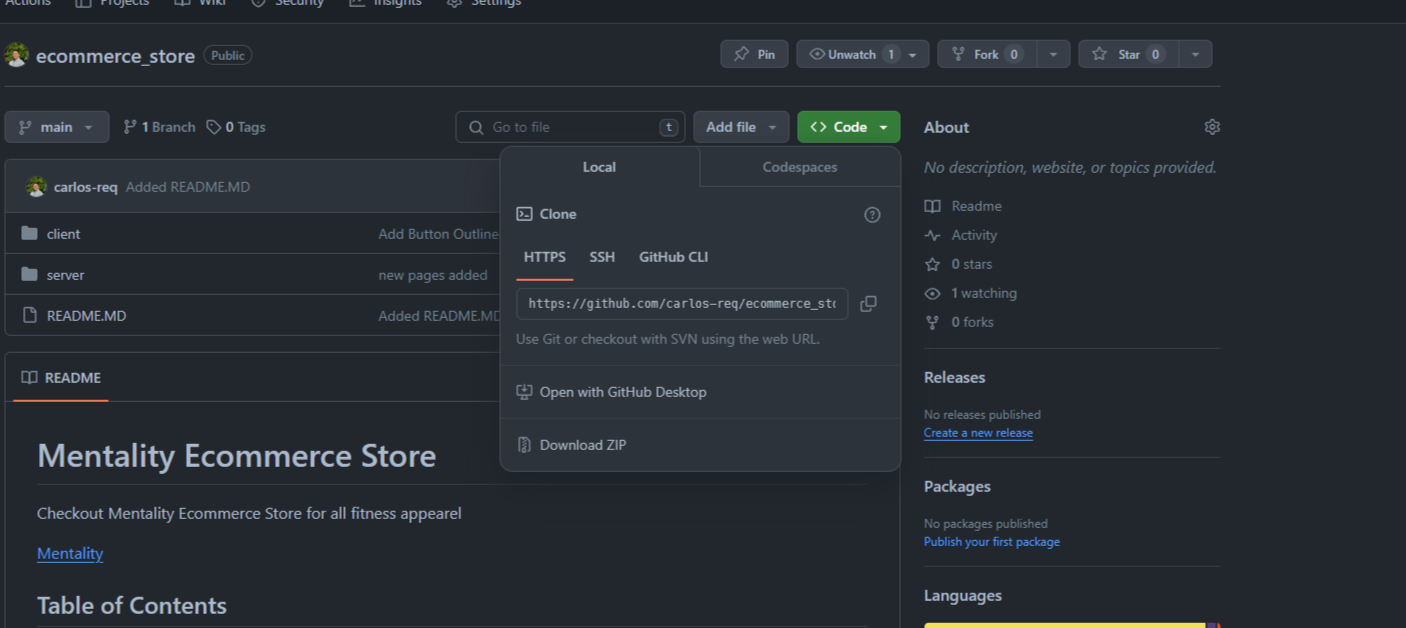 Actions Projects Wiki Security Insights Settings
ecommerce_store Public Pin Unwatch 1 Fork 0 Star 0
main 1 Branch 0 Tags Go to file t Add file Code
carlos-req Added README.MD
client Add Button Outline
server new pages added
README.MD Added README.MD
Local Codespaces
Clone
HTTPS SSH GitHub CLI
https://github.com/carlos-req/ecommerce_sto
Use Git or checkout with SVN using the web URL.
Open with GitHub Desktop
Download ZIP
README
Mentality Ecommerce Store
Checkout Mentality Ecommerce Store for all fitness appearel
Mentality
Table of Contents
About
No description, website, or topics provided.
Readme
Activity
0 stars
1 watching
0 forks
Releases
No releases published
Create a new release
Packages
No packages published
Publish your first package
Languages